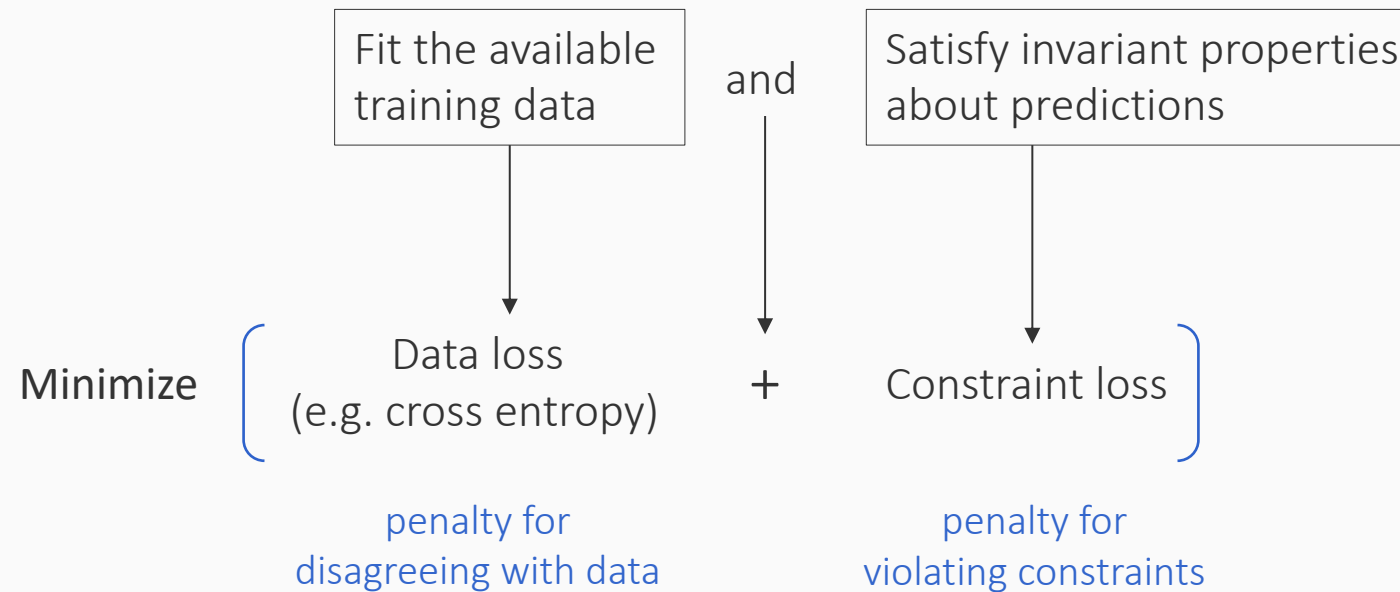 Fit the available
training data
and
Satisfy invariant properties
about predictions
Minimize
Data loss
(e.g. cross entropy)
+
Constraint loss
penalty for
disagreeing with data
penalty for
violating constraints